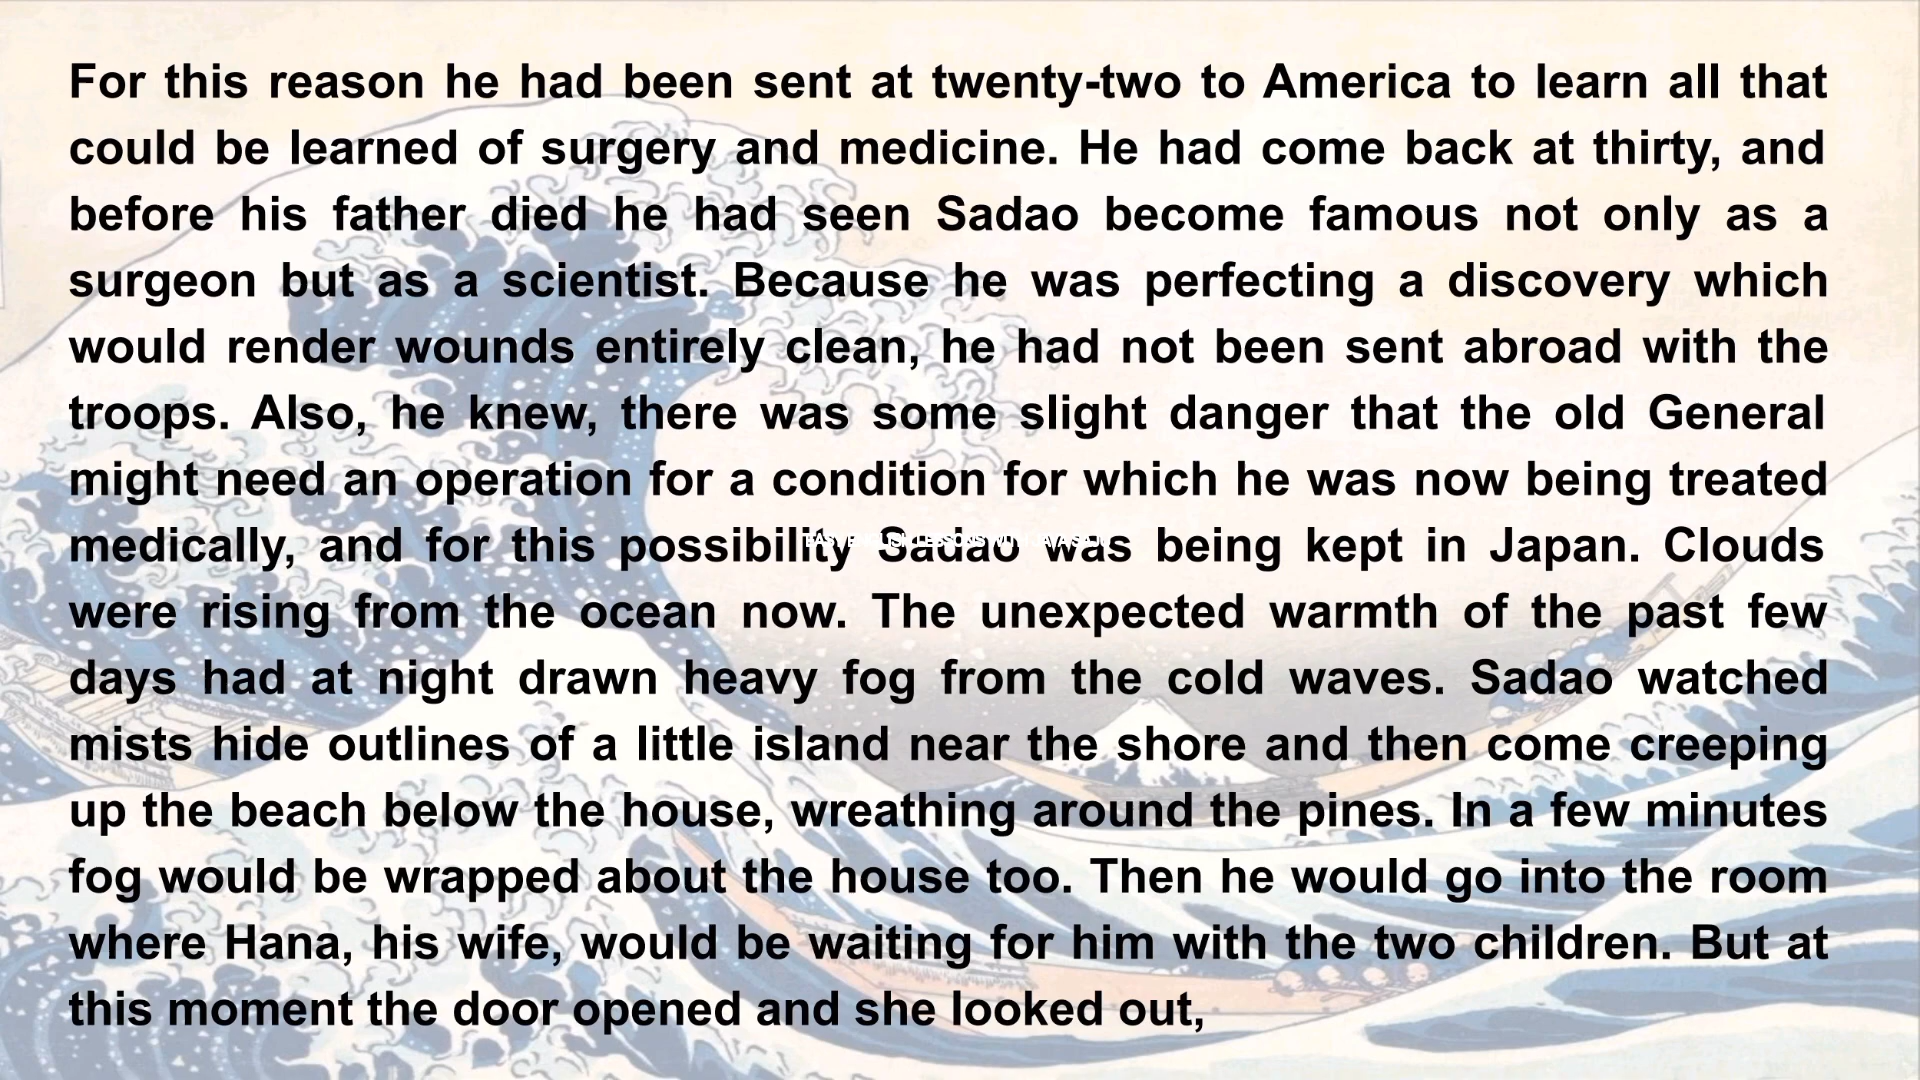 For this reason he had been sent at twenty-two to America to learn all that
could be learned of surgery and medicine. He had come back at thirty, and
before his father died he had seen Sadao become famous not only as a
surgeon but as a scientist. Because he was perfecting a discovery which
would render wounds entirely clean, he had not been sent abroad with the
troops. Also, he knew, there was some slight danger that the old General
might need an operation for a condition for which he was now being treated
medically, and for this possibility Sadao was being kept in Japan. Clouds
were rising from the ocean now. The unexpected warmth of the past few
days had at night drawn heavy fog from the cold waves. Sadao watched
mists hide outlines of a little island near the shore and then come creeping
up the beach below the house, wreathing around the pines. In a few minutes
fog would be wrapped about the house too. Then he would go into the room
where Hana, his wife, would be waiting for him with the two children. But at
this moment the door opened and she looked out,